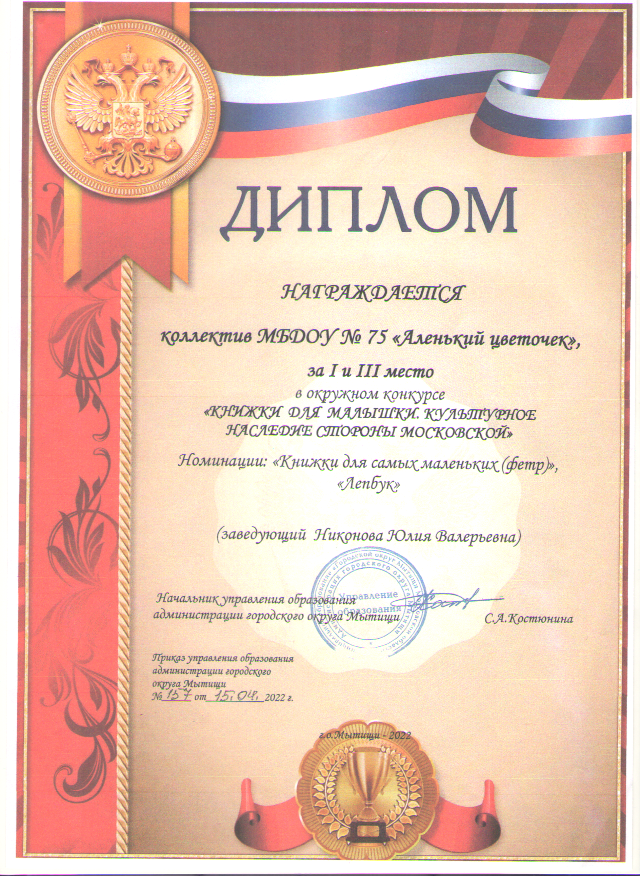 ДИПЛОМ
НАГРАЖДАЕТСЯ
коллектив МБДОУ № 75 «Аленький цветочек»,
за I и III место
в окружном конкурсе
«КНИЖКИ ДЛЯ МАЛЫШКИ. КУЛЬТУРНОЕ
НАСЛЕДИЕ СТОРОНЫ МОСКОВСКОЙ»
Номинации: «Книжки для самых маленьких (фетр)»,
«Лепбук»
(заведующий Никонова Юлия Валерьевна)
Управление
образования
Начальник управления образования
администрации городского округа Мытищи
С.А.Костюнина
Приказ управления образования
администрации городского
округа Мытищи
№ 157 от 15.04. 2022 г.
г.о.Мытищи - 2022